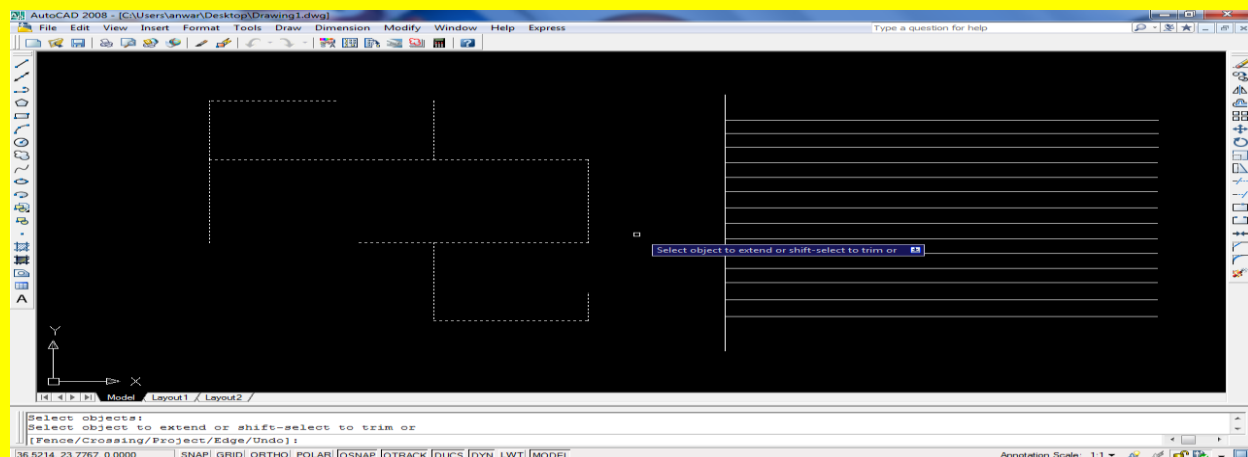 AutoCAD 2008 - [C:\Users\anwar\Desktop\Drawing1.dwg]
File Edit View Insert Format Tools Draw Dimension Modify Window Help Express Type a question for help
A
Select object to extend or shift-select to trim or
Y
X
Model Layout1 Layout2
Select objects:
Select object to extend or shift-select to trim or
[Fence/Crossing/Project/Edge/Undo]:
36.5214, 23.7767, 0.0000 SNAP GRID ORTHO POLAR OSNAP OTRACK DUCS DYN LWT MODEL Annotation Scale: 1:1